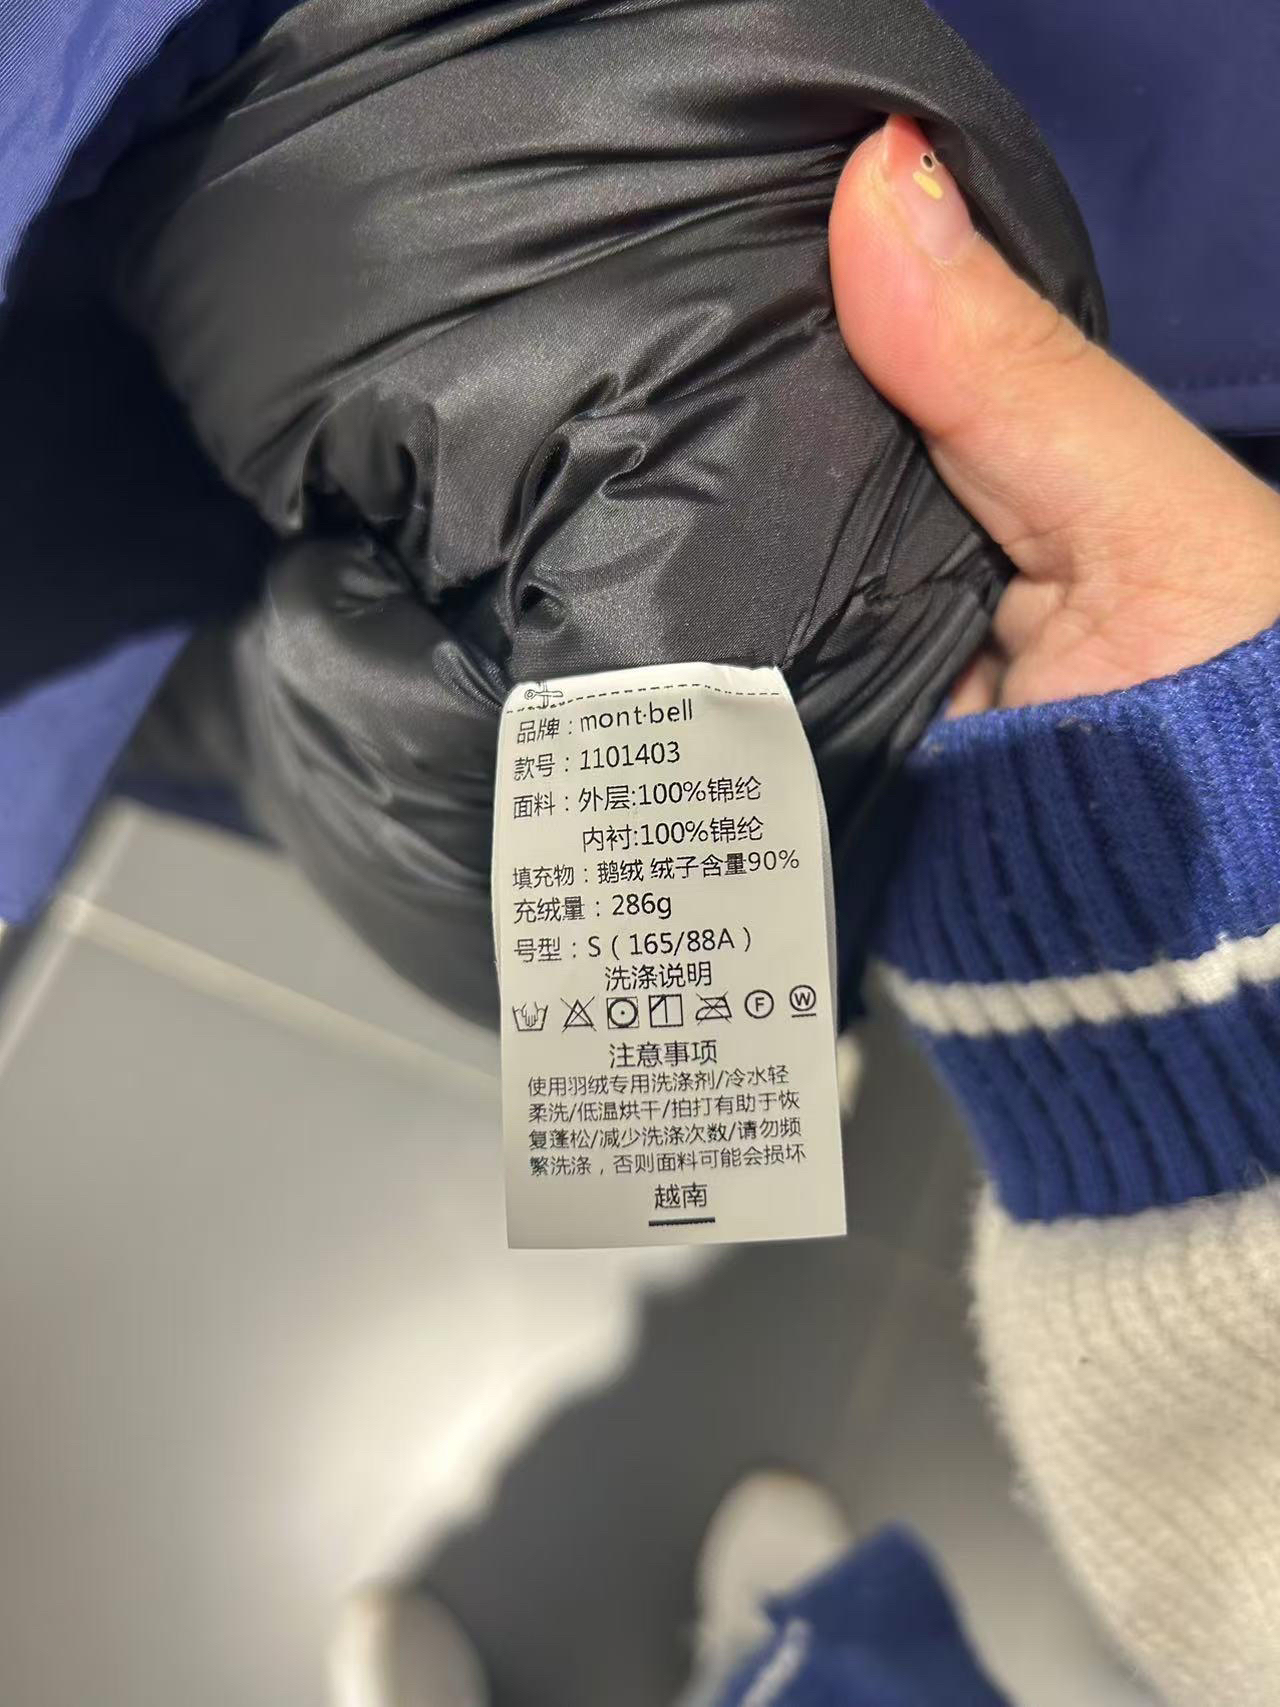 品牌：mont·bell
款号：1101403
面料：外层:100%锦纶
内衬:100%锦纶
填充物：鹅绒 绒子含量90%
充绒量：286g
号型：S（165/88A）
洗涤说明
F W
注意事项
使用羽绒专用洗涤剂/冷水轻
柔洗/低温烘干/拍打有助于恢
复蓬松/减少洗涤次数/请勿频
繁洗涤，否则面料可能会损坏
越南